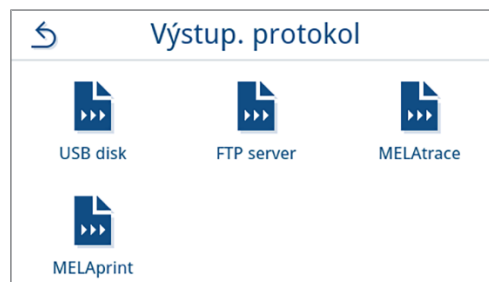 Výstup. protokol
USB disk
FTP server
MELAtrace
MELAprint